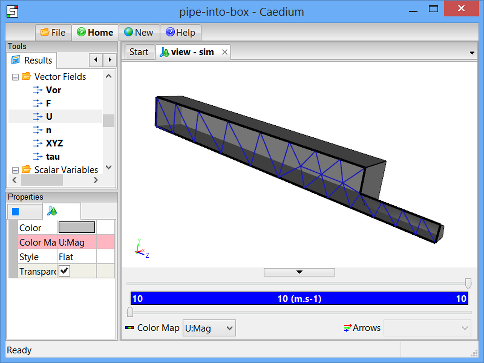 pipe-into-box - Caedium
File Home New Help
Tools
Results
Vector Fields
Vor
F
U
n
XYZ
tau
Scalar Variables
Properties
Color
Color Ma U:Mag
Style Flat
Transpare
Start view - sim
Z
10 10 (m.s-1) 10
Color Map U:Mag Arrows
Ready